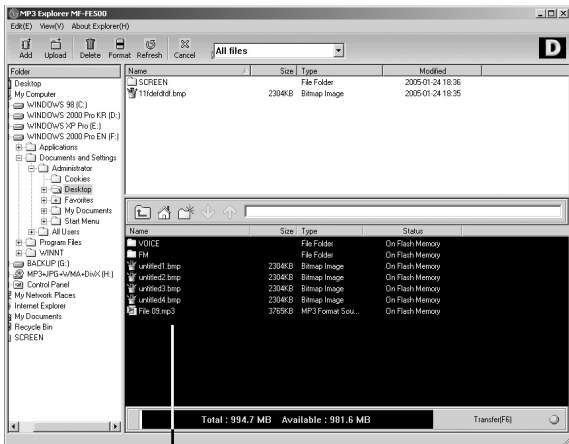 MP3 Explorer MF-FE500
Edit(E) View(V) About Explorer(H)
Add Upload Delete Format Refresh Cancel All files D
Folder
Desktop
My Computer
WINDOWS 98 (C:)
WINDOWS 2000 Pro KR (D:)
WINDOWS XP Pro (E:)
WINDOWS 2000 Pro EN (F:)
Applications
Documents and Settings
Administrator
Cookies
Desktop
Favorites
My Documents
Start Menu
All Users
Program Files
WINNT
BACKUP (G:)
MP3+JPG+WMA+DivX (H:)
Control Panel
My Network Places
Internet Explorer
My Documents
Recycle Bin
SCREEN
Name Size Type Modified
SCREEN File Folder 2005-01-24 18:36
2304KB Bitmap Image 2005-01-24 18:35
Name Size Type Status
VOICE File Folder On Flash Memory
FM File Folder On Flash Memory
untitled1.bmp 2304KB Bitmap Image On Flash Memory
untitled2.bmp 2304KB Bitmap Image On Flash Memory
untitled3.bmp 2304KB Bitmap Image On Flash Memory
untitled4.bmp 2304KB Bitmap Image On Flash Memory
File 09.mp3 3765KB MP3 Format Sou... On Flash Memory
Total : 994.7 MB Available : 981.6 MB Transfer(F6)